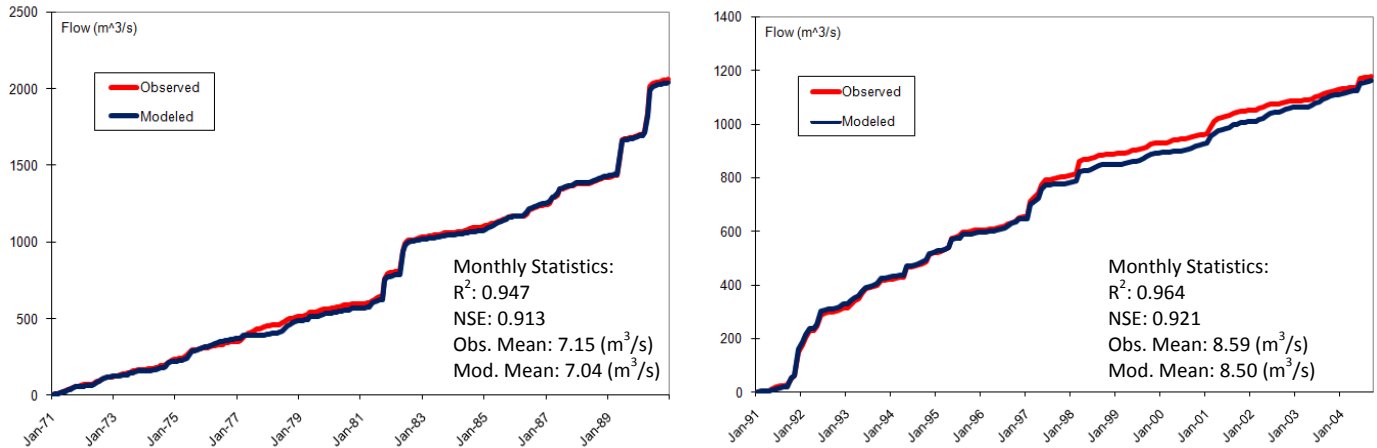 2500
2000
1500
1000
500
0
Flow (m^3/s)
Observed
Modeled
Monthly Statistics:
R²: 0.947
NSE: 0.913
Obs. Mean: 7.15 (m³/s)
Mod. Mean: 7.04 (m³/s)
Jan-71
Jan-73
Jan-75
Jan-77
Jan-79
Jan-81
Jan-83
Jan-85
Jan-87
Jan-89
1400
1200
1000
800
600
400
200
0
Flow (m^3/s)
Observed
Modeled
Monthly Statistics:
R²: 0.964
NSE: 0.921
Obs. Mean: 8.59 (m³/s)
Mod. Mean: 8.50 (m³/s)
Jan-91
Jan-92
Jan-93
Jan-94
Jan-95
Jan-96
Jan-97
Jan-98
Jan-99
Jan-00
Jan-01
Jan-02
Jan-03
Jan-04